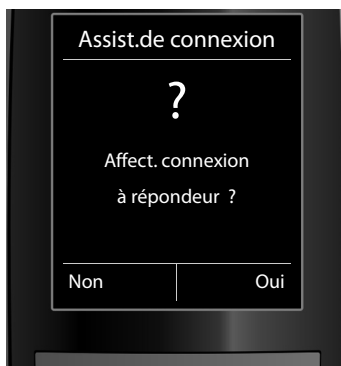 Assist.de connexion
?
Affect. connexion
à répondeur ?
Non Oui